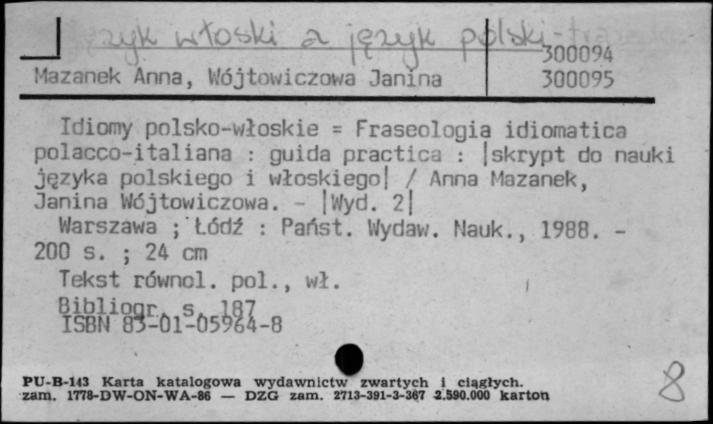 język włoski a język polski
300094
Mazanek Anna, Wójtowiczowa Janina 300095
Idiomy polsko-włoskie = Fraseologia idiomatica
polacco-italiana : guida practica : |skrypt do nauki
języka polskiego i włoskiego| / Anna Mazanek,
Janina Wójtowiczowa. - |Wyd. 2|
Warszawa ; Łódź : Państ. Wydaw. Nauk., 1988. -
200 s. ; 24 cm
Tekst równol. pol., wł.
Bibliogr. s. 187
ISBN 83-01-05964-8
PU-B-143 Karta katalogowa wydawnictw zwartych i ciągłych.
zam. 1778-DW-ON-WA-86 — DZG zam. 2713-391-3-367 2.590.000 karton
8